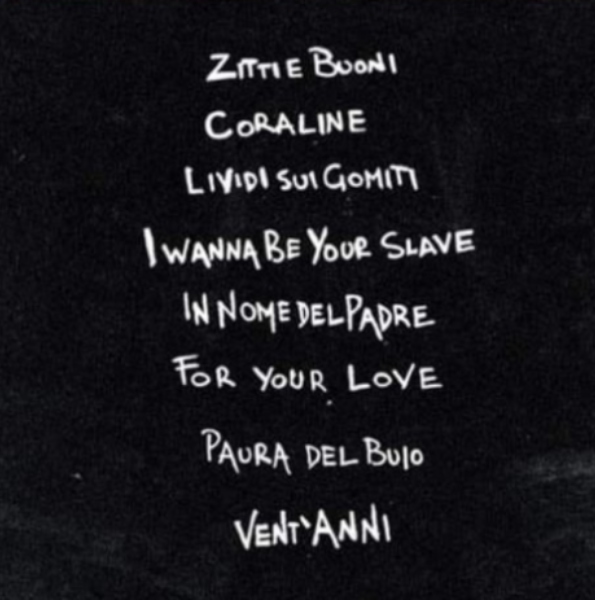 ZITTI E BUONI
CORALINE
LIVIDI SUI GOMITI
I WANNA BE YOUR SLAVE
IN NOME DEL PADRE
FOR YOUR LOVE
PAURA DEL BUIO
VENT'ANNI